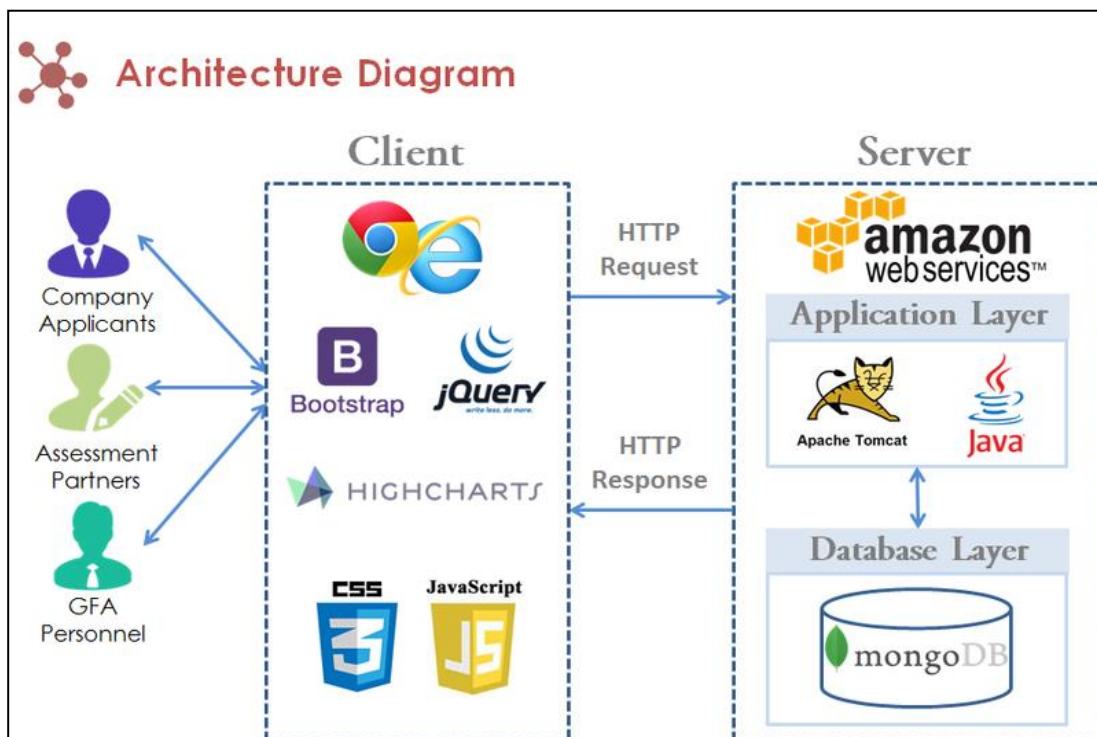 Architecture Diagram
Client
Server
Company
Applicants
Assessment
Partners
GFA
Personnel
B
Bootstrap
jQuery
write less, do more.
HIGHCHARTS
CSS
3
JavaScript
JS
HTTP
Request
HTTP
Response
amazon
web services™
Application Layer
Apache Tomcat
Java
Database Layer
mongoDB